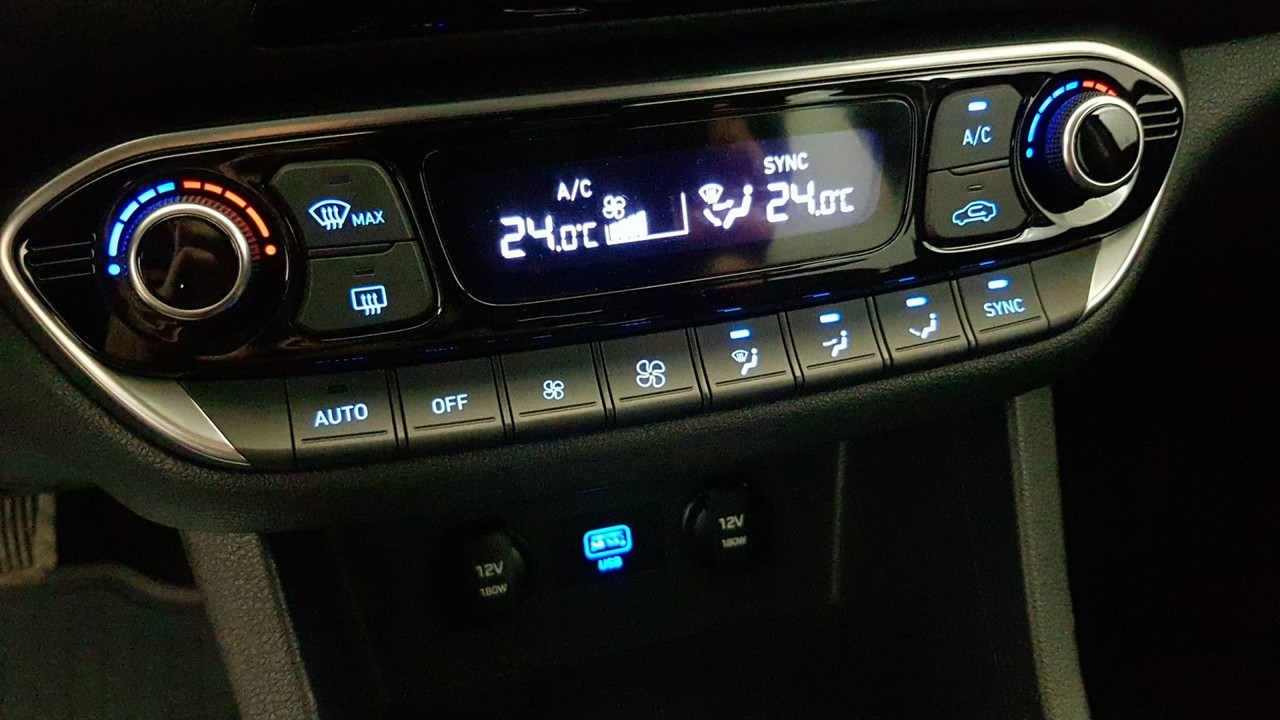 MAX
A/C
24.0°C
SYNC
24.0°C
A/C
AUTO
OFF
SYNC
12V
180W
USB
12V
180W